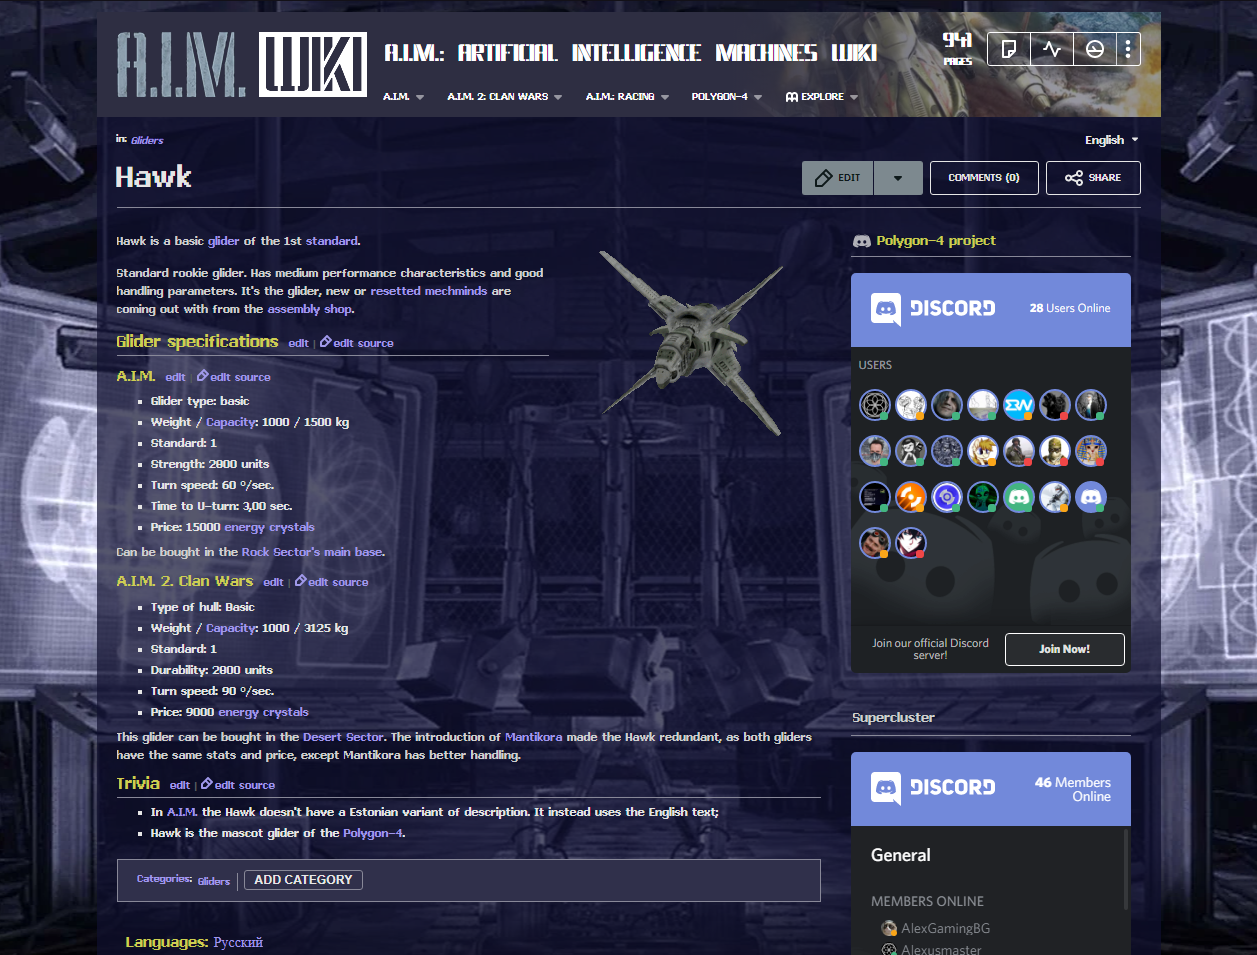 A.I.M. WIKI
A.I.M.: ARTIFICIAL INTELLIGENCE MACHINES WIKI
941
PAGES
A.I.M.
A.I.M. 2: CLAN WARS
A.I.M.: RACING
POLYGON-4
EXPLORE
in: Gliders
English
Hawk
EDIT
COMMENTS (0)
SHARE
Hawk is a basic glider of the 1st standard.
Standard rookie glider. Has medium performance characteristics and good
handling parameters. It's the glider, new or resetted mechminds are
coming out with from the assembly shop.
Glider specifications edit | edit source
A.I.M. edit | edit source
Glider type: basic
Weight / Capacity: 1000 / 1500 kg
Standard: 1
Strength: 2800 units
Turn speed: 60 º/sec.
Time to U-turn: 3,00 sec.
Price: 15000 energy crystals
Can be bought in the Rock Sector's main base.
A.I.M. 2. Clan Wars edit | edit source
Type of hull: Basic
Weight / Capacity: 1000 / 3125 kg
Standard: 1
Durability: 2800 units
Turn speed: 90 º/sec.
Price: 9000 energy crystals
This glider can be bought in the Desert Sector. The introduction of Mantikora made the Hawk redundant, as both gliders
have the same stats and price, except Mantikora has better handling.
Trivia edit | edit source
In A.I.M. the Hawk doesn't have a Estonian variant of description. It instead uses the English text;
Hawk is the mascot glider of the Polygon-4.
Categories: Gliders | ADD CATEGORY
Languages: Русский
Polygon-4 project
DISCORD
28 Users Online
USERS
Join our official Discord
server!
Join Now!
Supercluster
DISCORD
46 Members
Online
General
MEMBERS ONLINE
AlexGamingBG
Alexusmaster